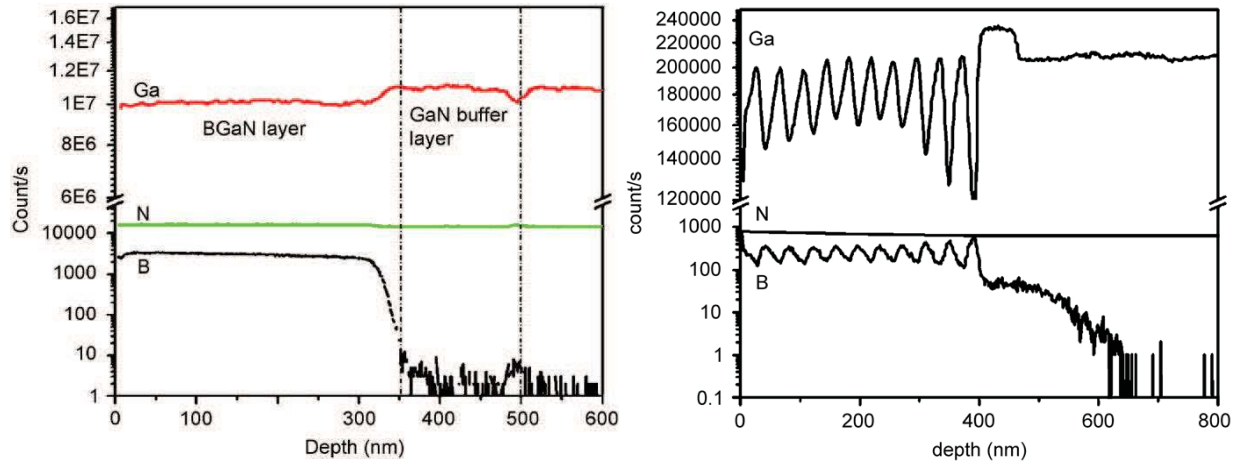 1.6E7
1.4E7
1.2E7
1E7
8E6
6E6
10000
1000
100
10
1
Count/s
Ga
BGaN layer
GaN buffer
layer
N
B
0
100
300
400
500
600
Depth (nm)
240000
220000
200000
180000
160000
140000
120000
1000
100
10
1
0.1
count/s
Ga
N
B
0
200
400
600
800
depth (nm)